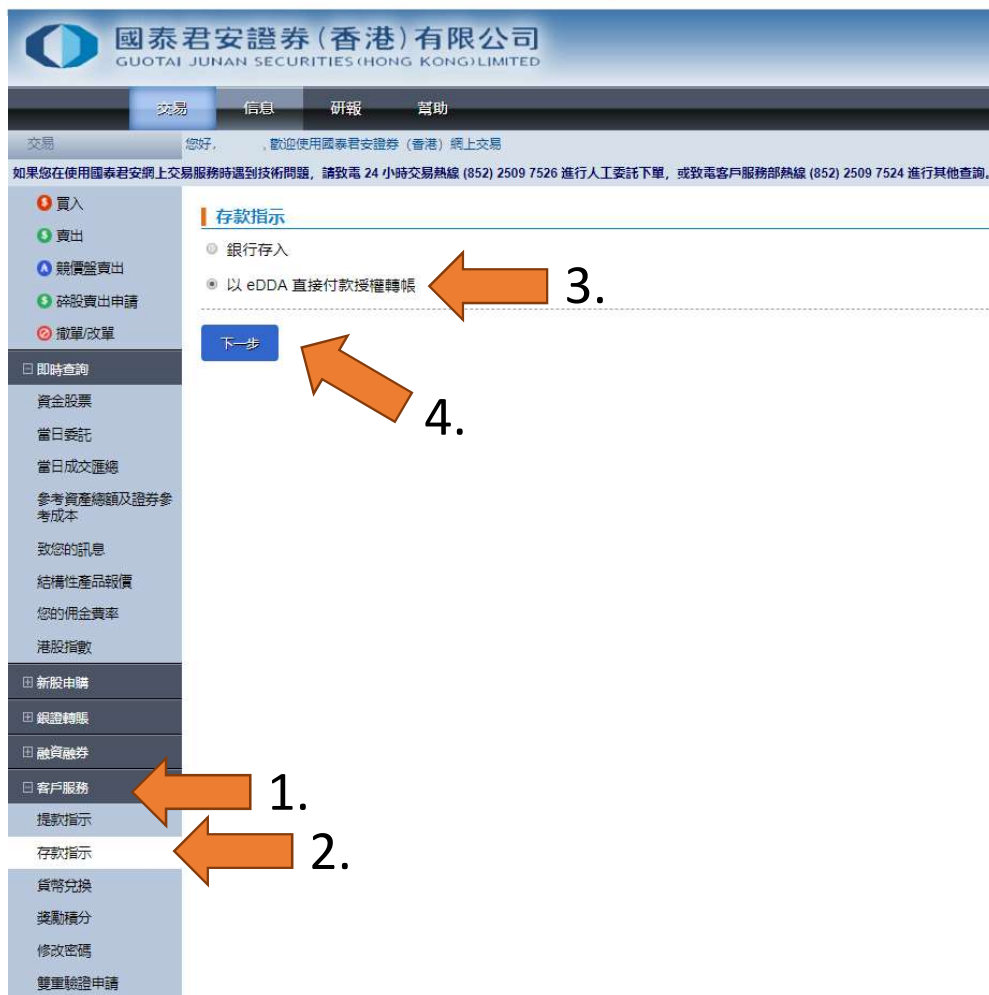 國泰君安證券(香港)有限公司
GUOTAI JUNAN SECURITIES(HONG KONG)LIMITED
交易 信息 研報 幫助
交易 您好, , 歡迎使用國泰君安證券 (香港) 網上交易
如果您在使用國泰君安網上交易服務時遇到技術問題, 請致電 24 小時交易熱線 (852) 2509 7526 進行人工委託下單, 或致電客戶服務部熱線 (852) 2509 7524 進行其他查詢.
買入
賣出
競價盤賣出
碎股賣出申請
撤單/改單
存款指示
銀行存入
以 eDDA 直接付款授權轉帳
3.
下一步
4.
即時查詢
資金股票
當日委託
當日成交匯總
參考資產總額及證券參
考成本
致您的訊息
結構性產品報價
您的佣金費率
港股指數
新股申購
銀證轉賬
融資融券
客戶服務
1.
提款指示
存款指示
2.
貨幣兌換
獎勵積分
修改密碼
雙重驗證申請